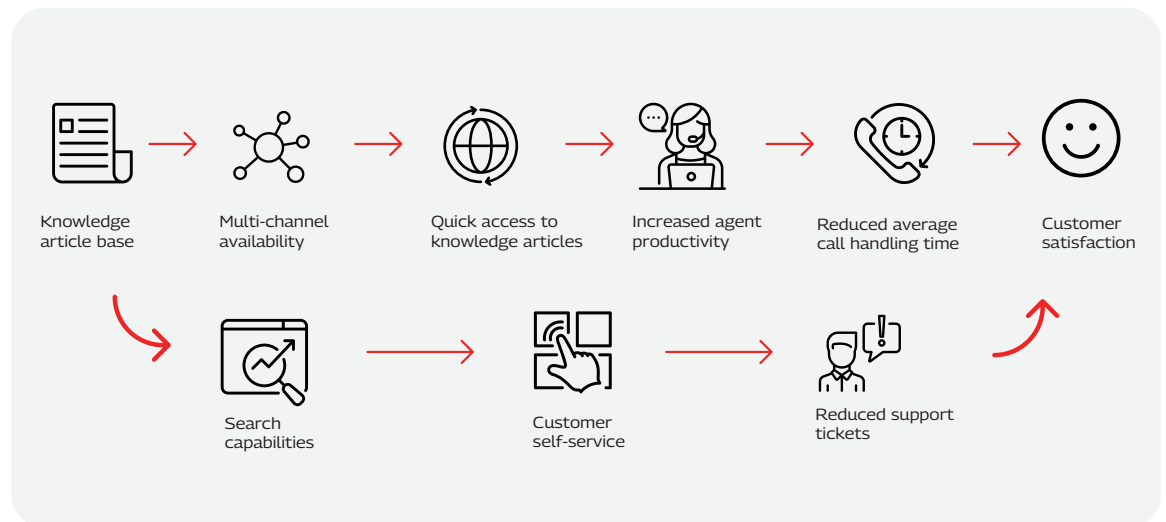 Knowledge
article base
Multi-channel
availability
Quick access to
knowledge articles
Increased agent
productivity
Reduced average
call handling time
Customer
satisfaction
Search
capabilities
Customer
self-service
Reduced support
tickets